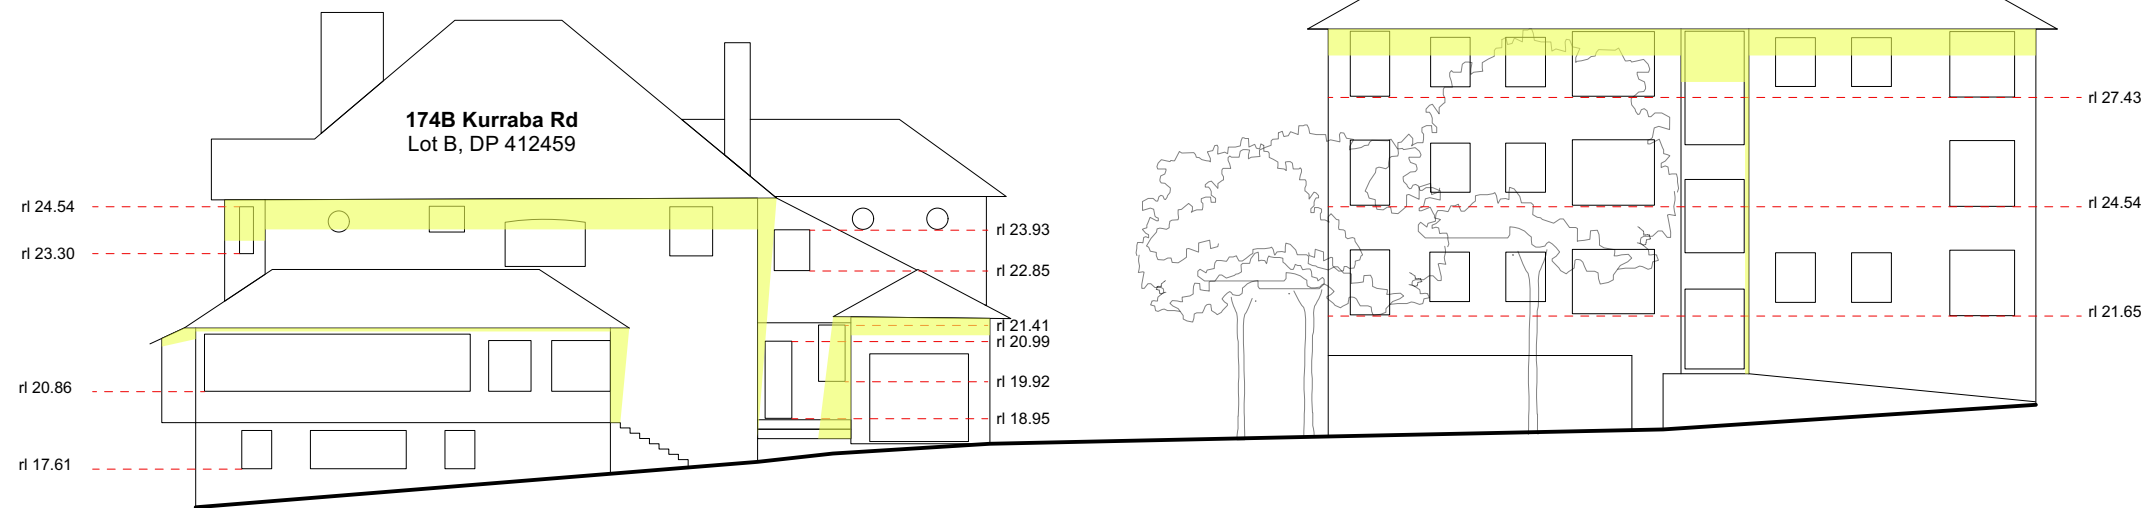 174B Kurraba Rd
Lot B, DP 412459
rl 24.54
rl 23.30
rl 20.86
rl 17.61
rl 23.93
rl 22.85
rl 21.41
rl 20.99
rl 19.92
rl 18.95
rl 27.43
rl 24.54
rl 21.65